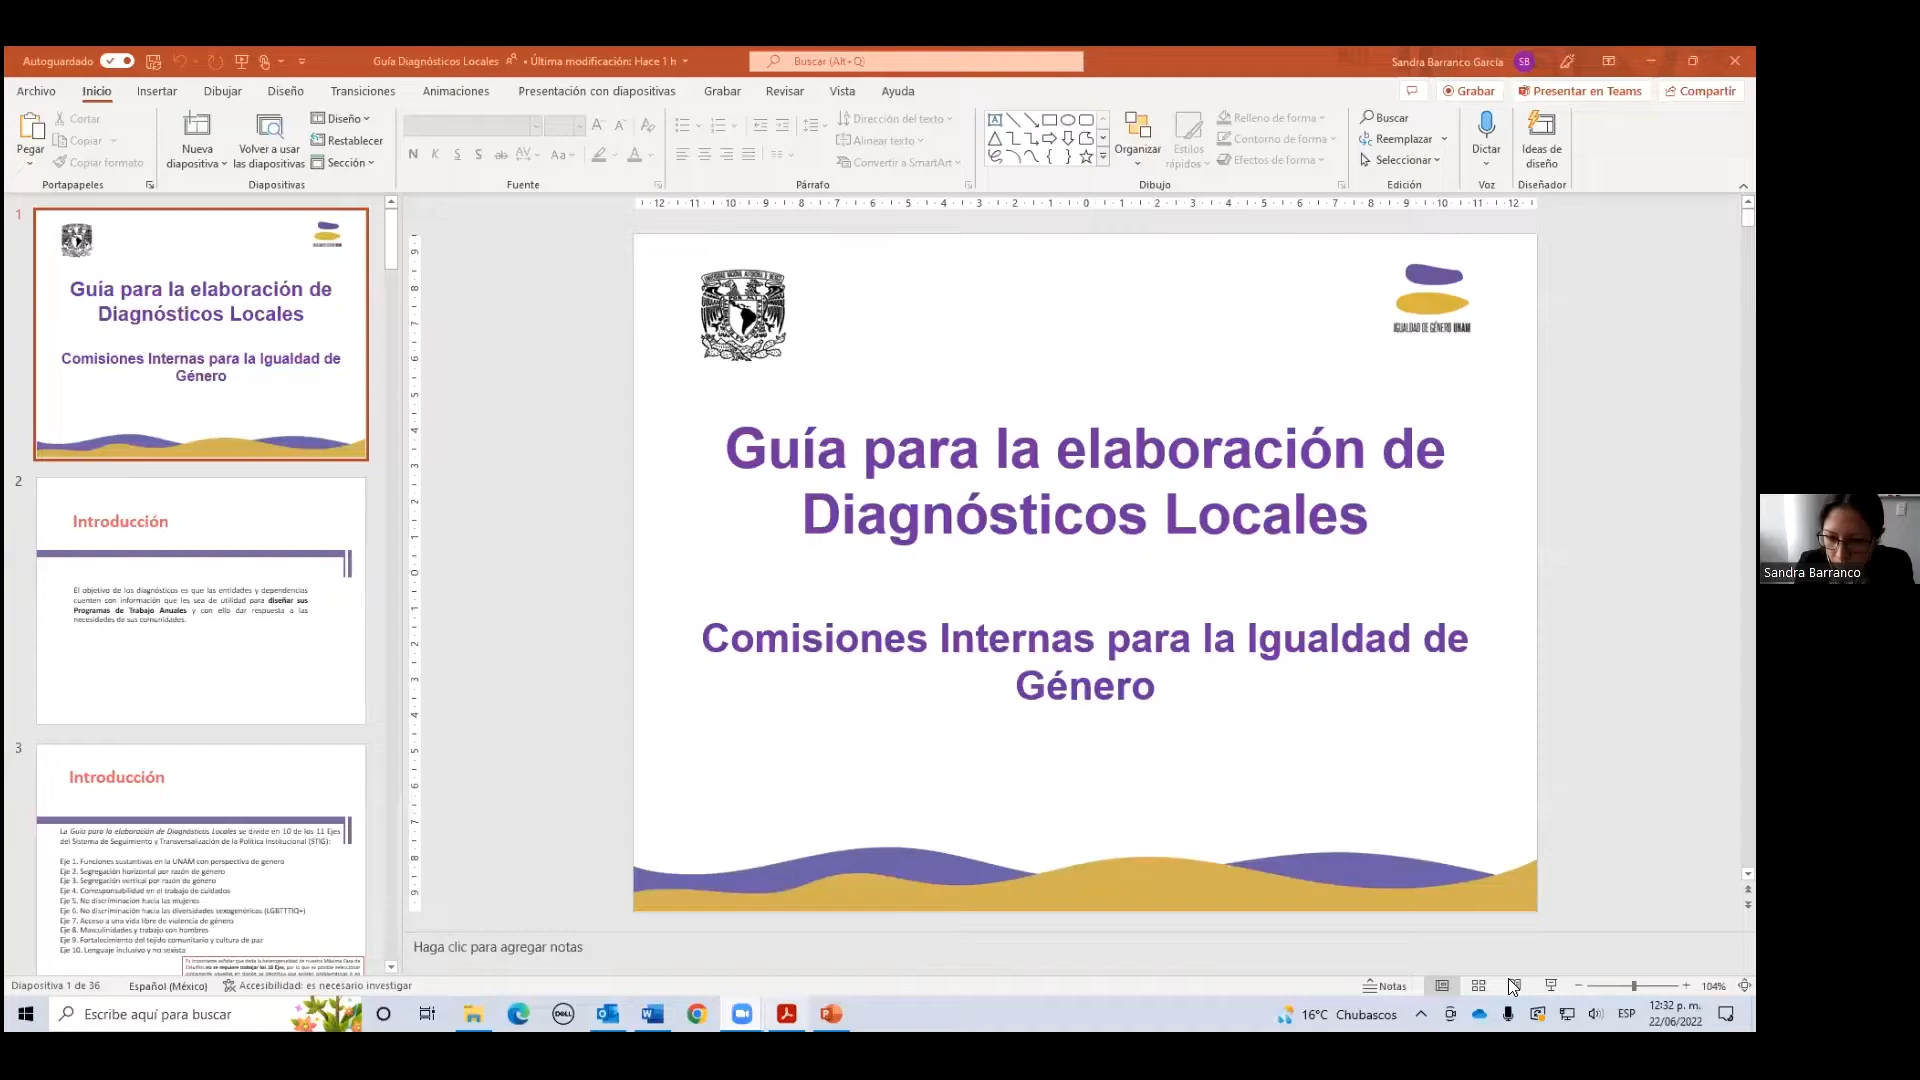 Autoguardado
Guía Diagnósticos Locales • Última modificación: Hace 1 h
Buscar (Alt+Q)
Sandra Barranco García SB
Archivo Inicio Insertar Dibujar Diseño Transiciones Animaciones Presentación con diapositivas Grabar Revisar Vista Ayuda
Grabar Presentar en Teams Compartir
Pegar
Cortar
Copiar
Copiar formato
Portapapeles
Nueva diapositiva
Volver a usar las diapositivas
Diseño
Restablecer
Sección
Diapositivas
N K S S ab AV Aa A
Fuente
Dirección del texto
Alinear texto
Convertir a SmartArt
Párrafo
Organizar
Estilos rápidos
Relleno de forma
Contorno de forma
Efectos de forma
Dibujo
Buscar
Reemplazar
Seleccionar
Edición
Dictar
Voz
Ideas de diseño
Diseñador
1
Guía para la elaboración de
Diagnósticos Locales
Comisiones Internas para la Igualdad de
Género
2
Introducción
El objetivo de los diagnósticos es que las entidades y dependencias
cuenten con información que les sea de utilidad para diseñar sus
Programas de Trabajo Anuales y con ello dar respuesta a las
necesidades de sus comunidades.
3
Introducción
La Guía para la elaboración de Diagnósticos Locales se divide en 10 de los 11 Ejes
del Sistema de Seguimiento y Transversalización de la Política Institucional (STIG):
Eje 1. Funciones sustantivas en la UNAM con perspectiva de género
Eje 2. Segregación horizontal por razón de género
Eje 3. Segregación vertical por razón de género
Eje 4. Corresponsabilidad en el trabajo de cuidados
Eje 5. No discriminación hacia las mujeres
Eje 6. No discriminación hacia las diversidades sexogenéricas (LGBTTTIQ+)
Eje 7. Acceso a una vida libre de violencia de género
Eje 8. Masculinidades y trabajo con hombres
Eje 9. Fortalecimiento del tejido comunitario y cultura de paz
Eje 10. Lenguaje inclusivo y no sexista
IGUALDAD DE GÉNERO UNAM
Guía para la elaboración de
Diagnósticos Locales
Comisiones Internas para la Igualdad de
Género
Haga clic para agregar notas
Diapositiva 1 de 36 Español (México) Accesibilidad: es necesario investigar
Notas 104%
Escribe aquí para buscar
DELL
16°C Chubascos
ESP
12:32 p. m.
22/06/2022
Sandra Barranco